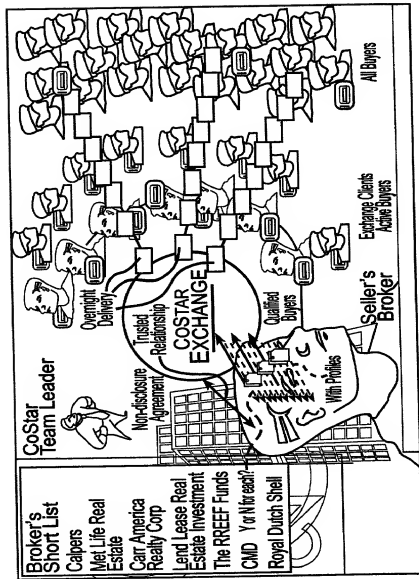 Broker's
Short List
Calpers
Met Life Real
Estate
Carr America
Realty Corp
Lend Lease Real
Estate Investment
The RREEF Funds
CMD Y or N for each?
Royal Dutch Shell
CoStar
Team Leader
Non-disclosure
Agreement
Overnight
Delivery
Trusted
Relationship
COSTAR
EXCHANGE
Qualified
Buyers
With Profiles
Seller's
Broker
Exchange Clients
Active Buyers
All Buyers